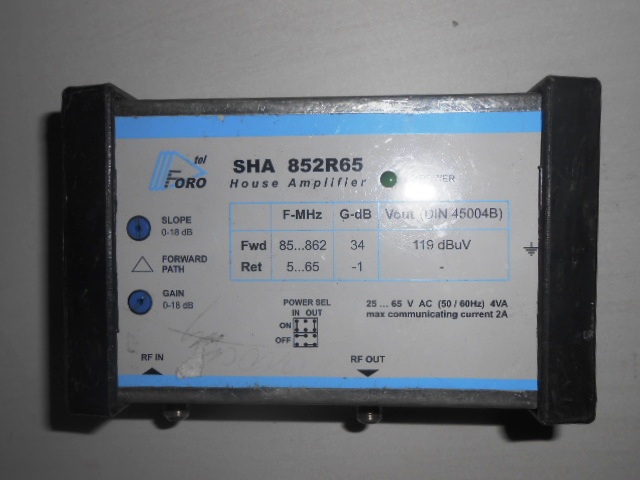 tel
FORO
SHA 852R65
House Amplifier
F-MHz G-dB Vout (DIN 45004B)
Fwd 85...862 34 119 dBuV
Ret 5...65 -1 -
SLOPE
0-18 dB
FORWARD
PATH
GAIN
0-18 dB
POWER SEL
IN OUT
ON
OFF
25 ... 65 V AC (50 / 60Hz) 4VA
max communicating current 2A
RF IN
RF OUT